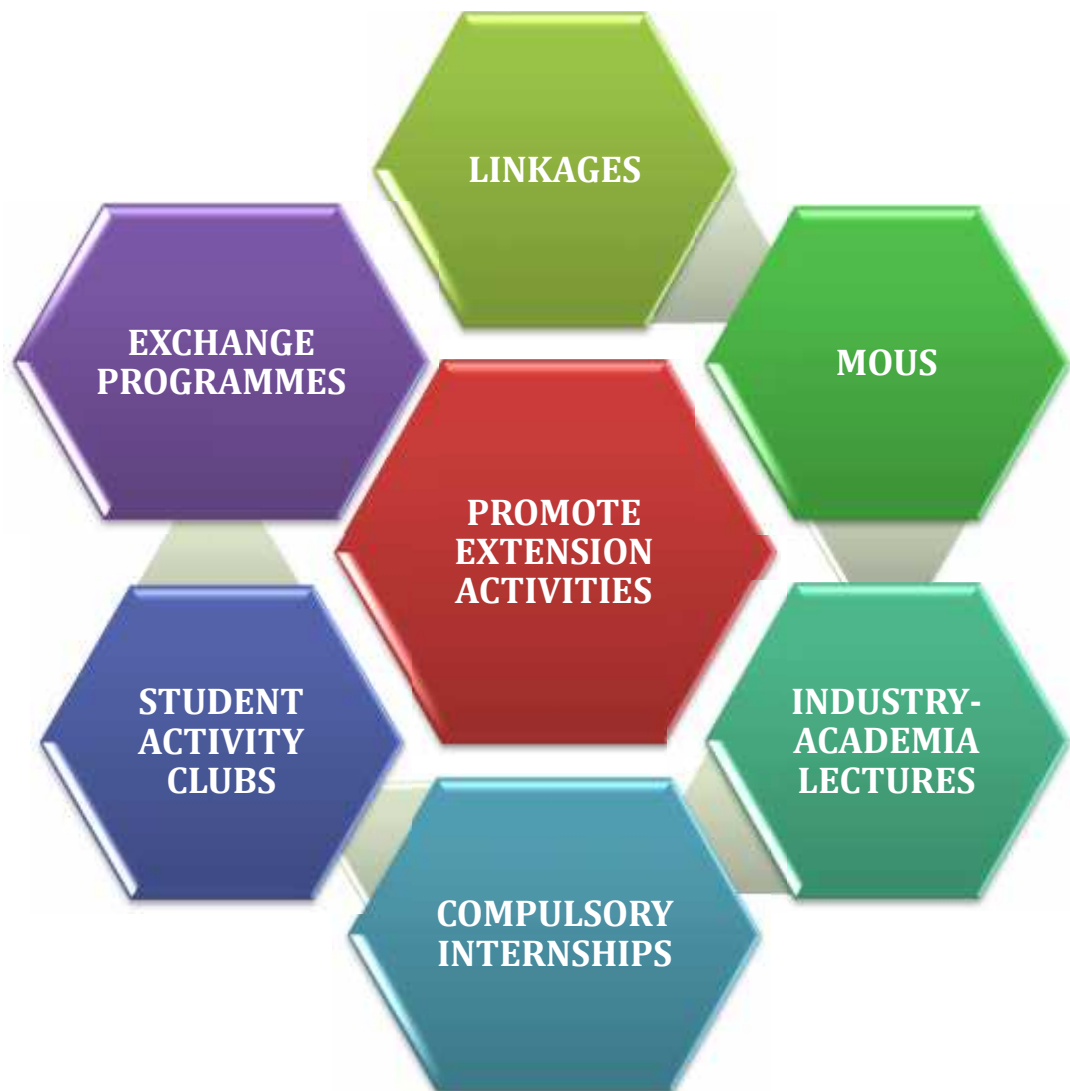 LINKAGES
MOUS
INDUSTRY-
ACADEMIA
LECTURES
COMPULSORY
INTERNSHIPS
STUDENT
ACTIVITY
CLUBS
EXCHANGE
PROGRAMMES
PROMOTE
EXTENSION
ACTIVITIES